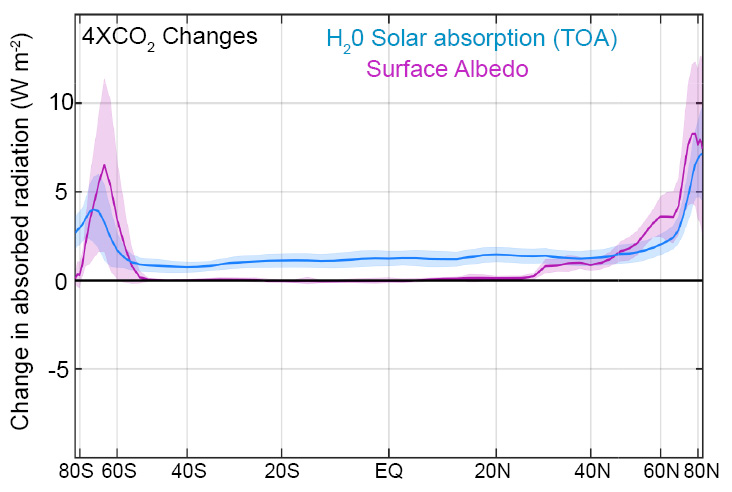 4XCO₂ Changes
H₂0 Solar absorption (TOA)
Surface Albedo
Change in absorbed radiation (W m⁻²)
10
5
0
-5
80S 60S 40S 20S EQ 20N 40N 60N 80N